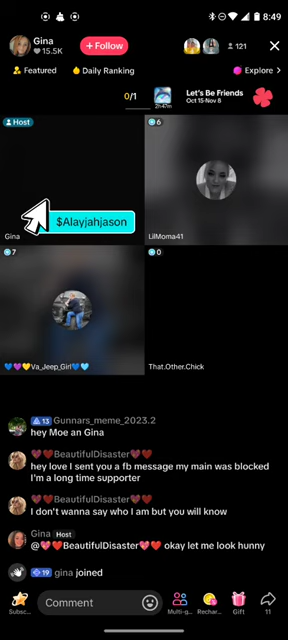 8:49
Gina
15.5K
+ Follow
121
Featured
Daily Ranking
Explore >
0/1
2h47m
Let's Be Friends
Oct 15-Nov 8
Host
6
$Alayjahjason
Gina
LilMoma41
7
0
💙💜💛Va_Jeep_Girl💙🩵
That.Other.Chick
13 Gunnars_meme_2023.2
hey Moe an Gina
💖💔BeautifulDisaster💖💔
hey love I sent you a fb message my main was blocked
I'm a long time supporter
💖💔BeautifulDisaster💖💔
I don't wanna say who I am but you will know
Gina Host
@💖💔BeautifulDisaster💖💔 okay let me look hunny
19 gina joined
Subsc...
Comment
Multi-g...
Rechar...
Gift
11